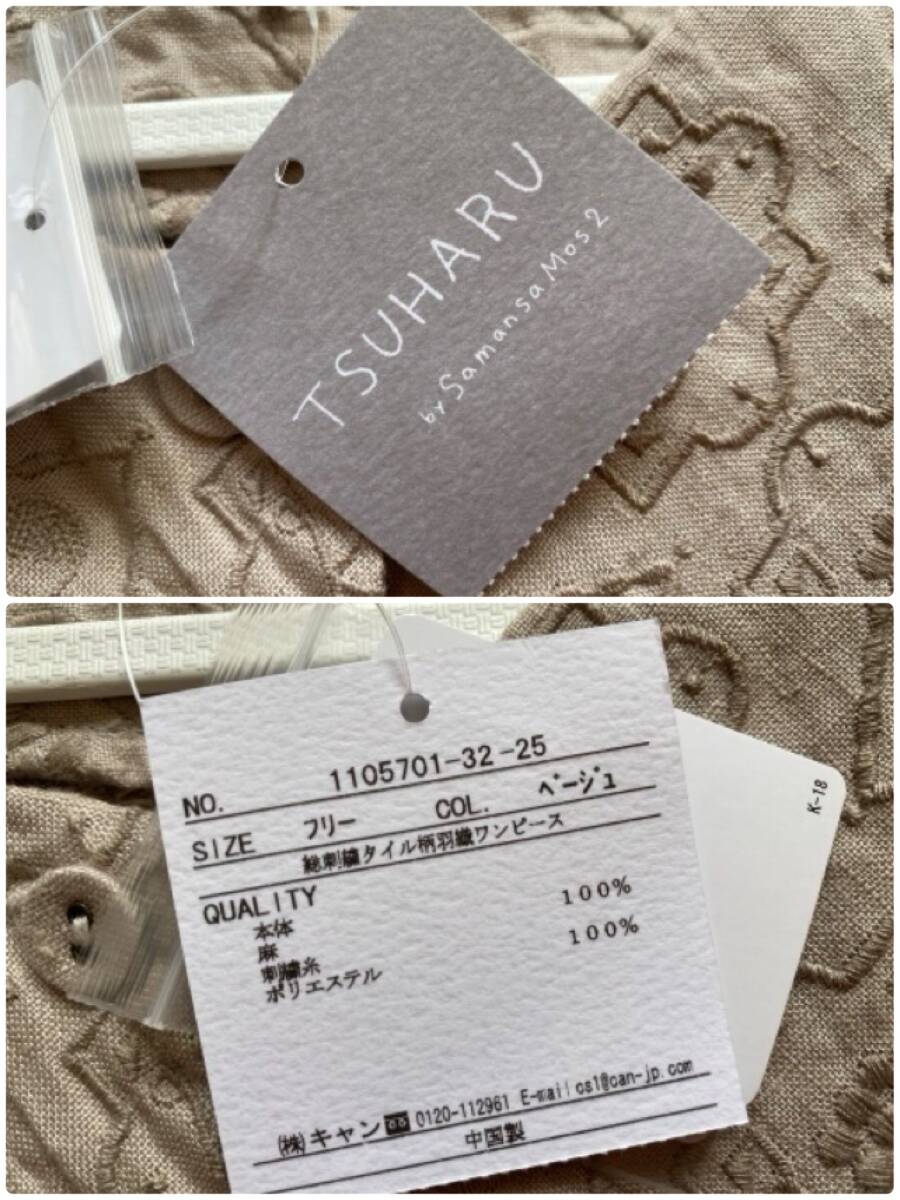 TSUHARU
by Samansa Mos2
K-18
NO. 1105701-32-25
SIZE フリー COL. ベージュ
総刺繍タイル柄羽織ワンピース
QUALITY
本体
麻 100%
刺繍糸
ポリエステル 100%
㈱キャン 0120-112961 E-mail cs1@can-jp.com
中国製